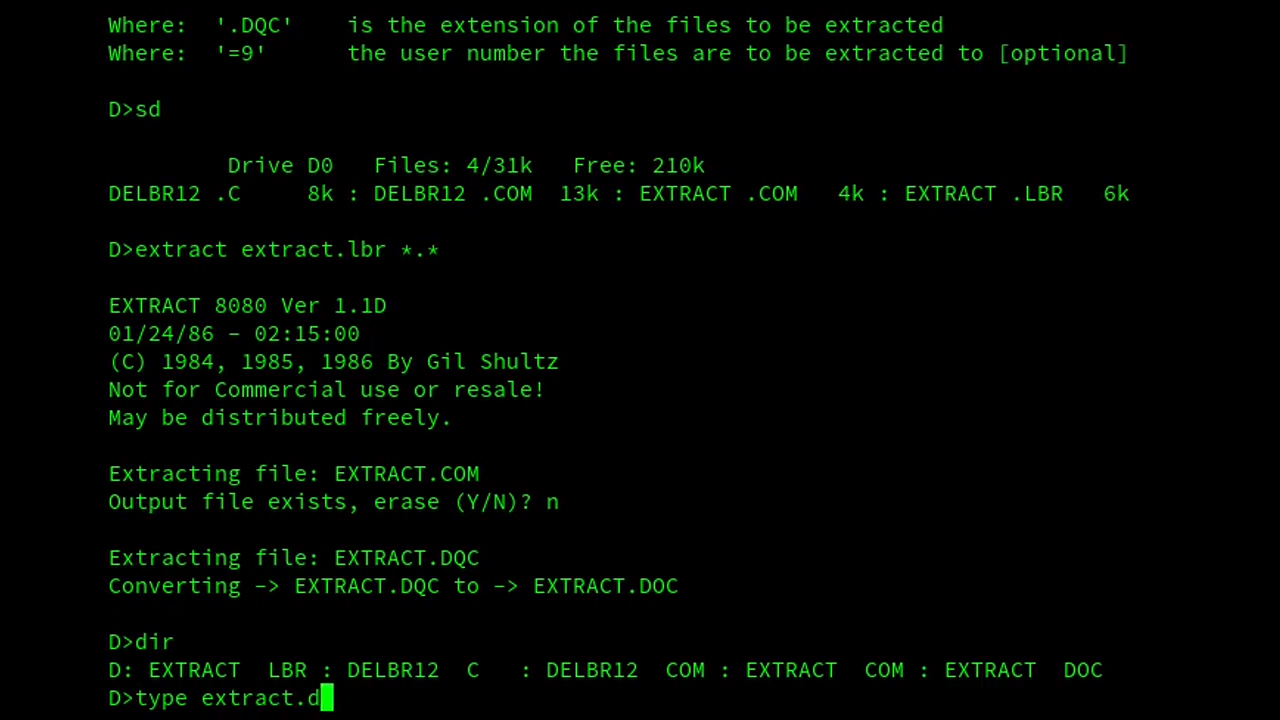 Where:  '.DQC'    is the extension of the files to be extracted
Where:  '=9'      the user number the files are to be extracted to [optional]
D>sd
Drive D0   Files: 4/31k   Free: 210k
DELBR12 .C     8k : DELBR12 .COM  13k : EXTRACT .COM   4k : EXTRACT .LBR   6k
D>extract extract.lbr *.*
EXTRACT 8080 Ver 1.1D
01/24/86 - 02:15:00
(C) 1984, 1985, 1986 By Gil Shultz
Not for Commercial use or resale!
May be distributed freely.
Extracting file: EXTRACT.COM
Output file exists, erase (Y/N)? n
Extracting file: EXTRACT.DQC
Converting -> EXTRACT.DQC to -> EXTRACT.DOC
D>dir
D: EXTRACT  LBR : DELBR12  C   : DELBR12  COM : EXTRACT  COM : EXTRACT  DOC
D>type extract.d